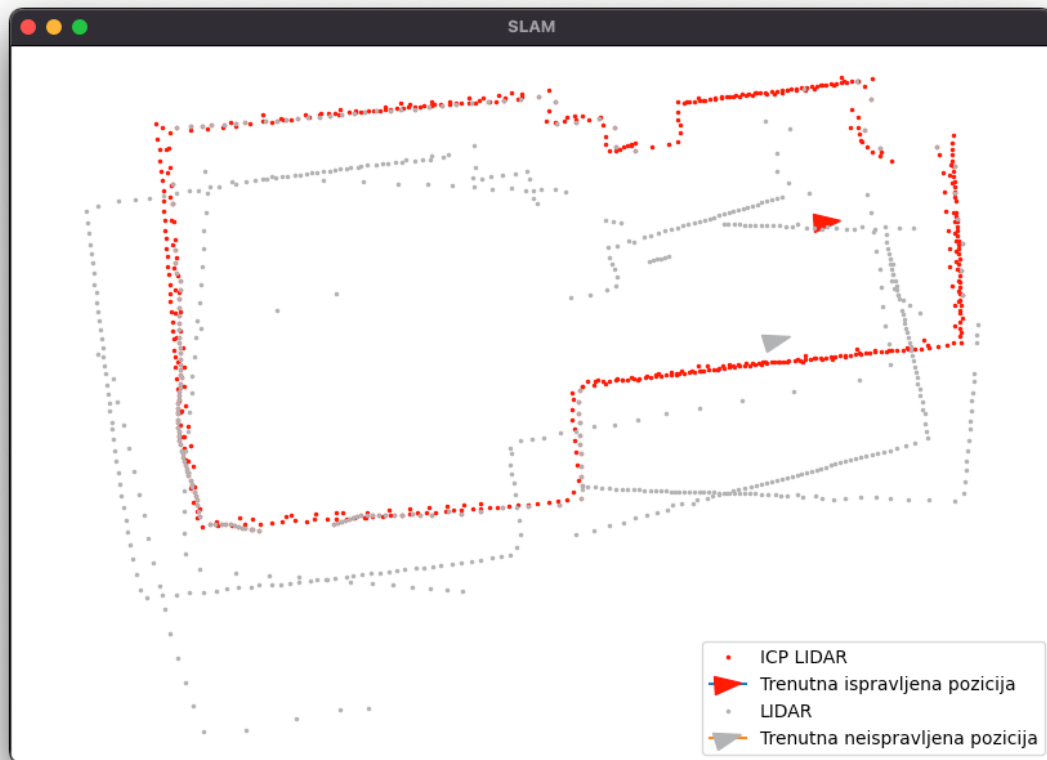 SLAM
ICP LIDAR
Trenutna ispravljena pozicija
LIDAR
Trenutna neispravljena pozicija